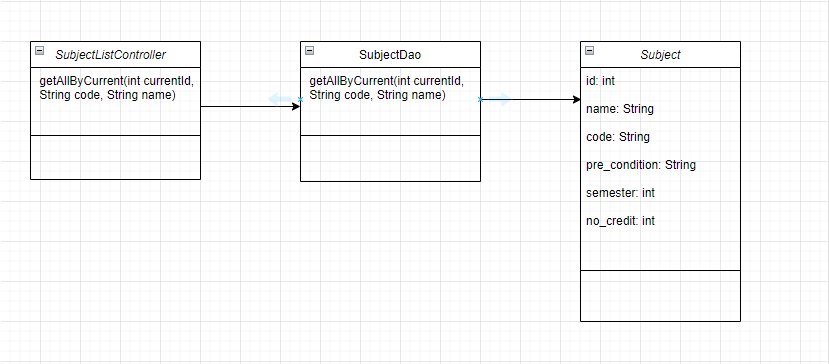 SubjectListController
getAllByCurrent(int currentId,
String code, String name)
SubjectDao
getAllByCurrent(int currentId,
String code, String name)
Subject
id: int
name: String
code: String
pre_condition: String
semester: int
no_credit: int